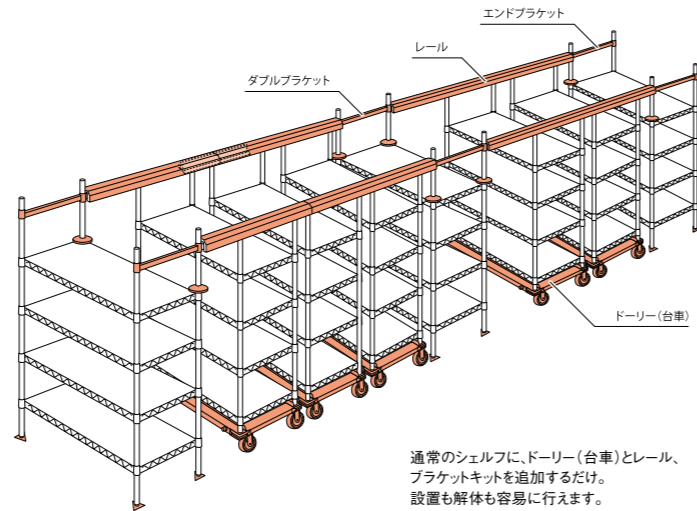 エンドブラケット
レール
ダブルブラケット
ドーリー(台車)
通常のシェルフに、ドーリー(台車)とレール、
ブラケットキットを追加するだけ。
設置も解体も容易に行えます。